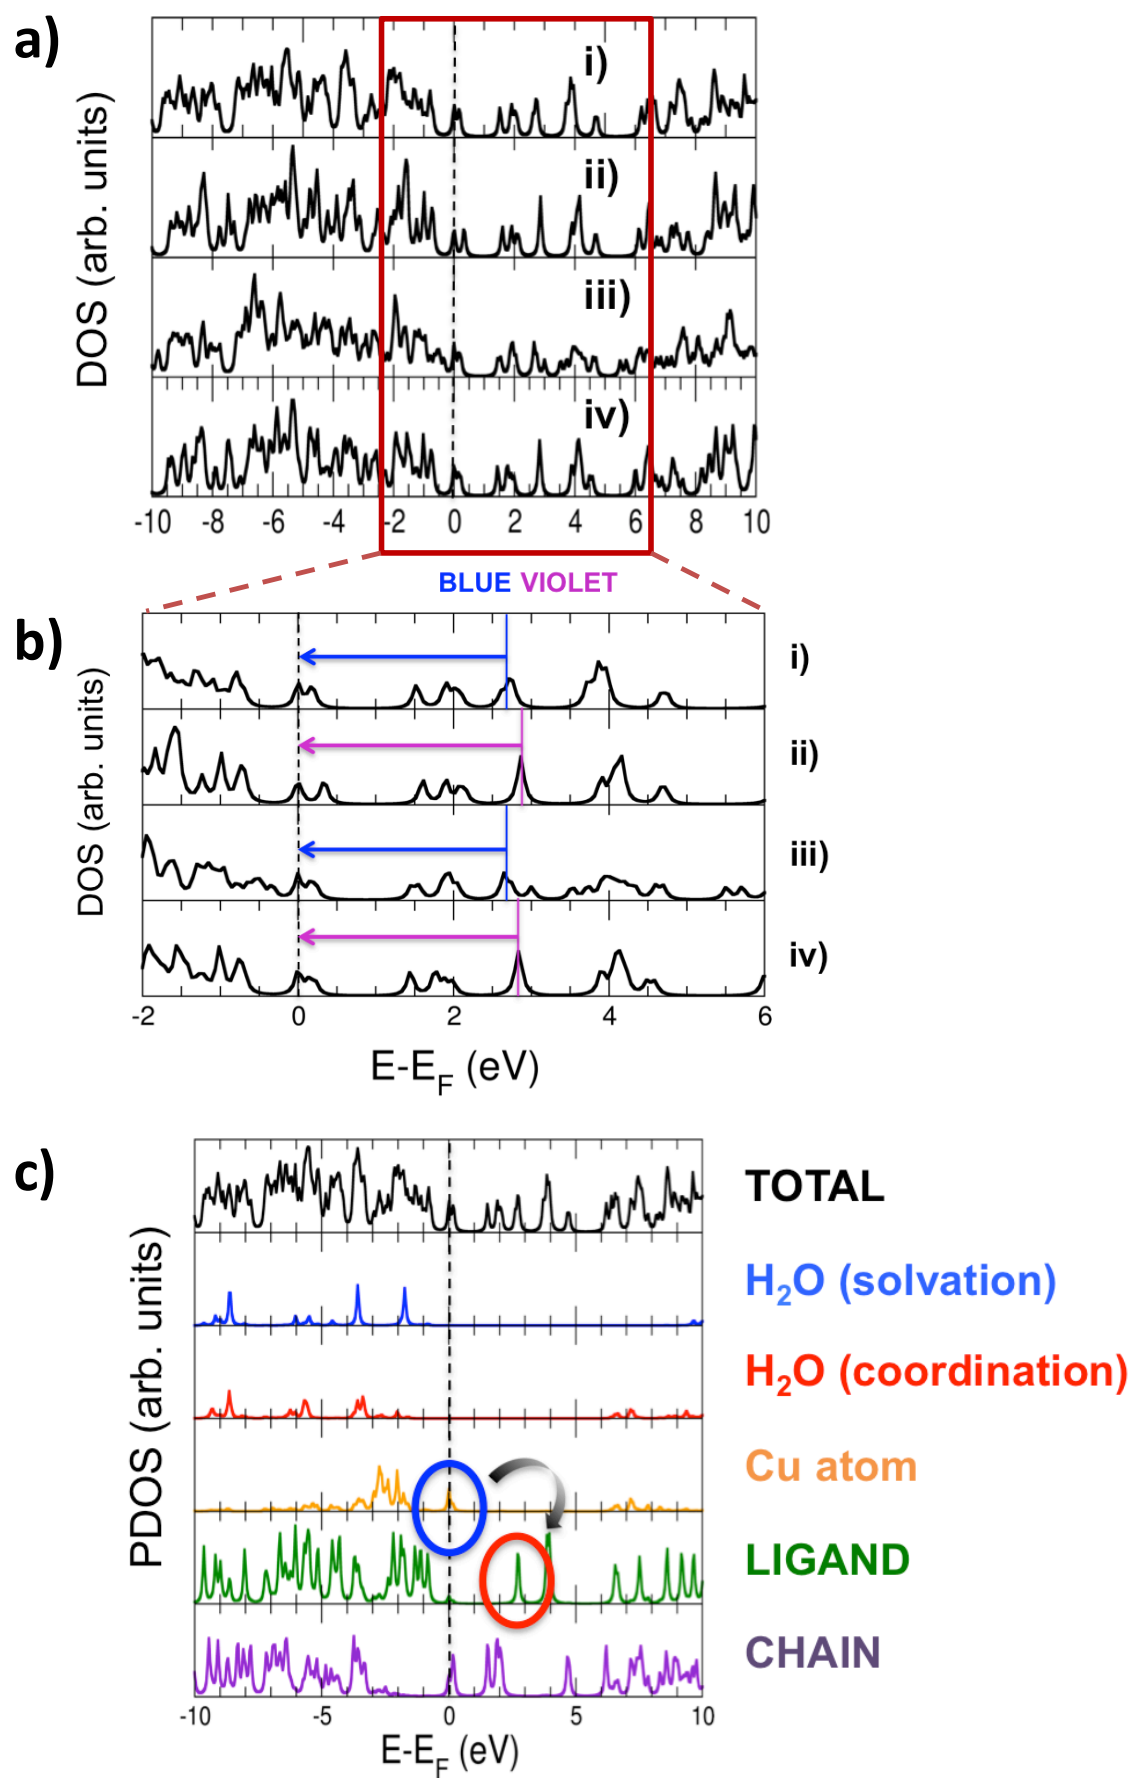 a)
DOS (arb. units)
i)
ii)
iii)
iv)
-10 -8 -6 -4 -2 0 2 4 6 8 10
BLUE VIOLET
b)
DOS (arb. units)
i)
ii)
iii)
iv)
-2 0 2 4 6
E-EF (eV)
c)
PDOS (arb. units)
TOTAL
H2O (solvation)
H2O (coordination)
Cu atom
LIGAND
CHAIN
-10 -5 0 5 10
E-EF (eV)